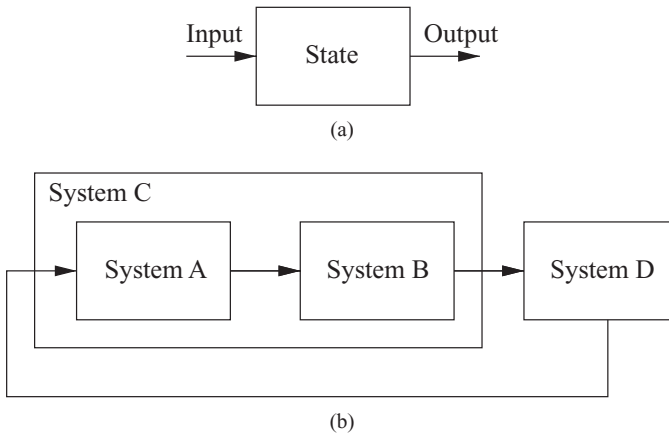 Input
State
Output
(a)
System C
System A
System B
System D
(b)